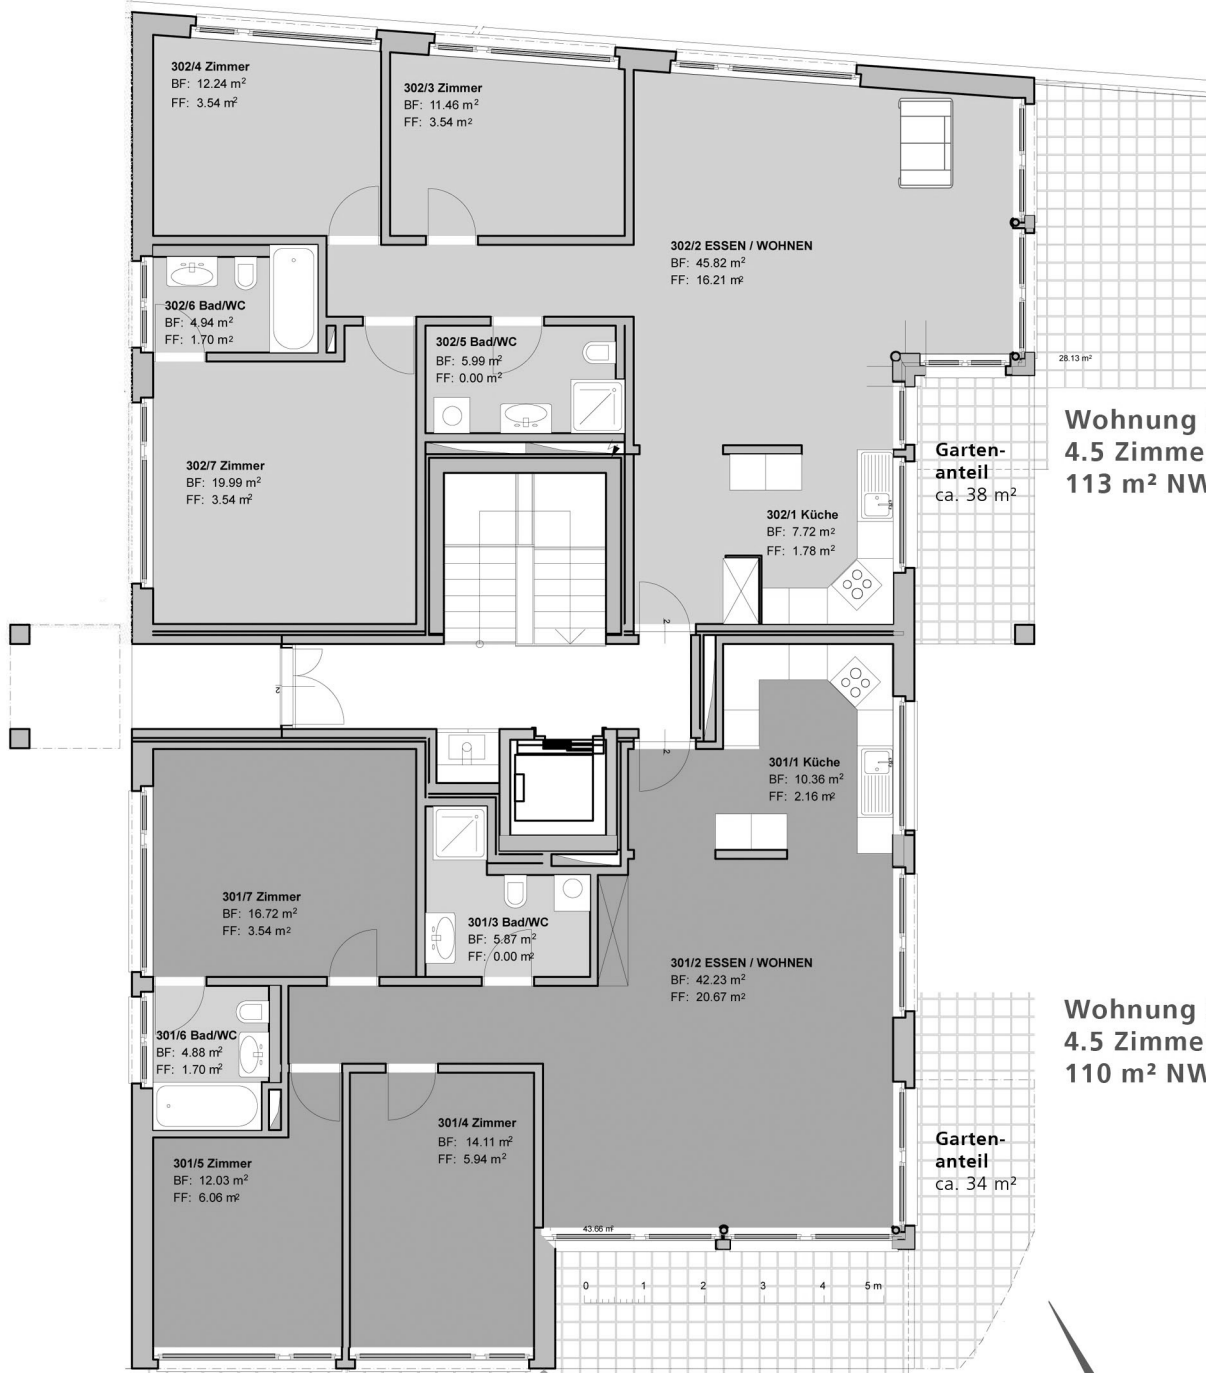 302/4 Zimmer
BF: 12.24 m²
FF: 3.54 m²
302/3 Zimmer
BF: 11.46 m²
FF: 3.54 m²
302/2 ESSEN / WOHNEN
BF: 45.82 m²
FF: 16.21 m²
302/6 Bad/WC
BF: 4.94 m²
FF: 1.70 m²
302/5 Bad/WC
BF: 5.99 m²
FF: 0.00 m²
28.13 m²
Wohnung
4.5 Zimme
113 m² NW
Garten-
anteil
ca. 38 m²
302/7 Zimmer
BF: 19.99 m²
FF: 3.54 m²
302/1 Küche
BF: 7.72 m²
FF: 1.78 m²
2
2
2
301/1 Küche
BF: 10.36 m²
FF: 2.16 m²
301/7 Zimmer
BF: 16.72 m²
FF: 3.54 m²
301/3 Bad/WC
BF: 5.87 m²
FF: 0.00 m²
301/2 ESSEN / WOHNEN
BF: 42.23 m²
FF: 20.67 m²
Wohnung
4.5 Zimme
110 m² NW
301/6 Bad/WC
BF: 4.88 m²
FF: 1.70 m²
301/4 Zimmer
BF: 14.11 m²
FF: 5.94 m²
Garten-
anteil
ca. 34 m²
301/5 Zimmer
BF: 12.03 m²
FF: 6.06 m²
43.66 m²
0 1 2 3 4 5 m